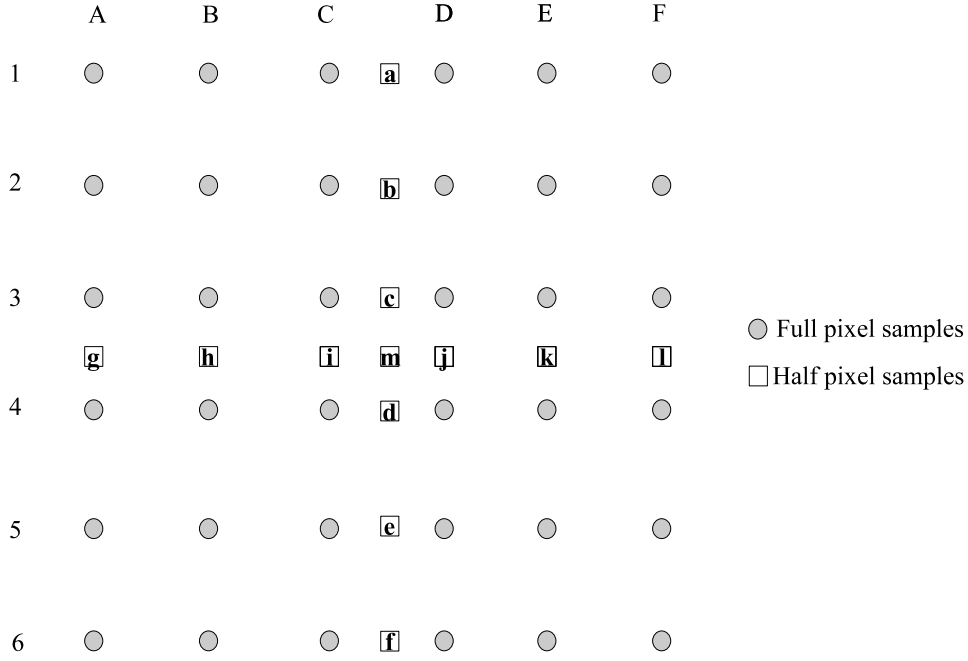 A B C D E F
1 a
2 b
3 c
Full pixel samples
g h i m j k l
Half pixel samples
4 d
5 e
6 f